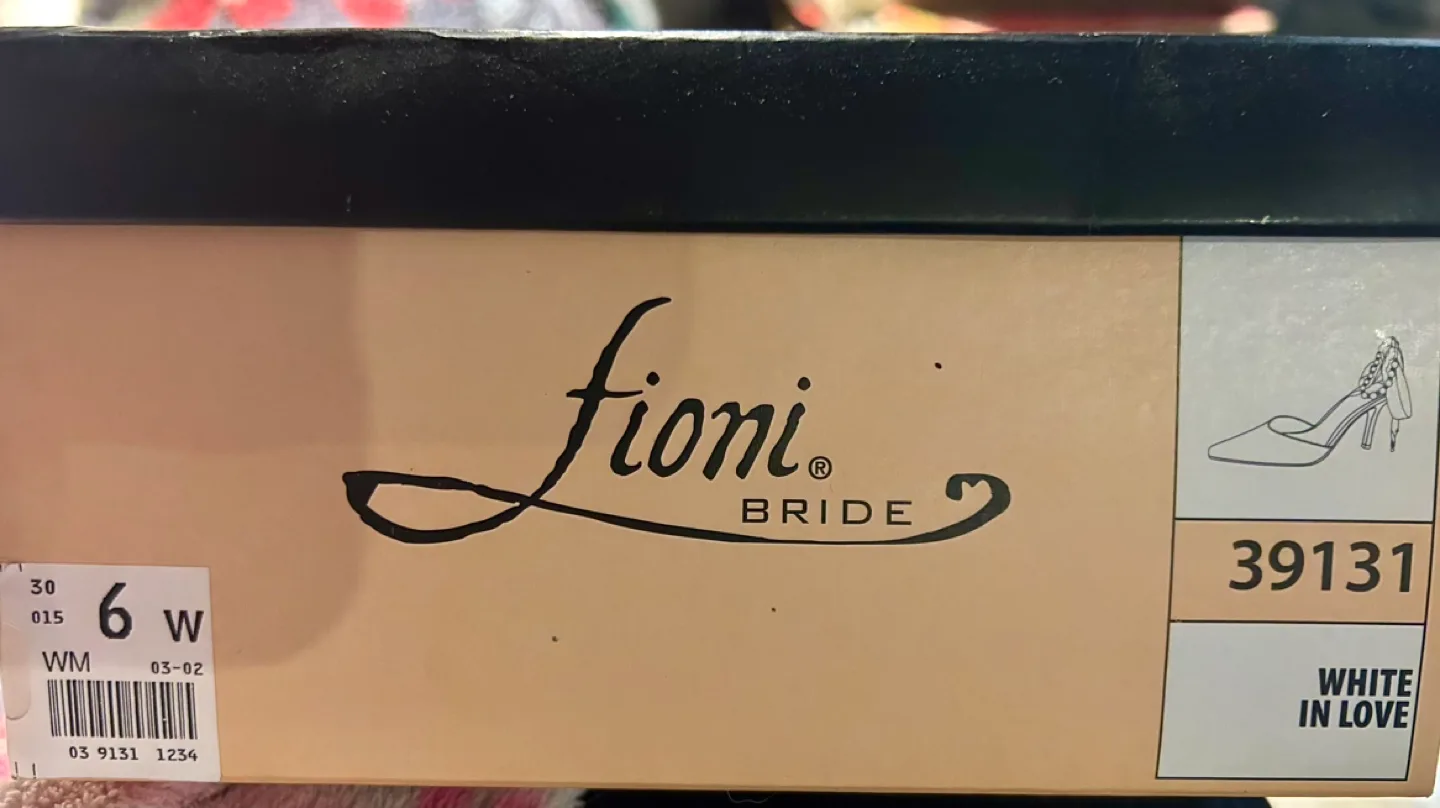 fioni®
BRIDE
39131
WHITE
IN LOVE
30
015 6 W
WM 03-02
03 9131 1234